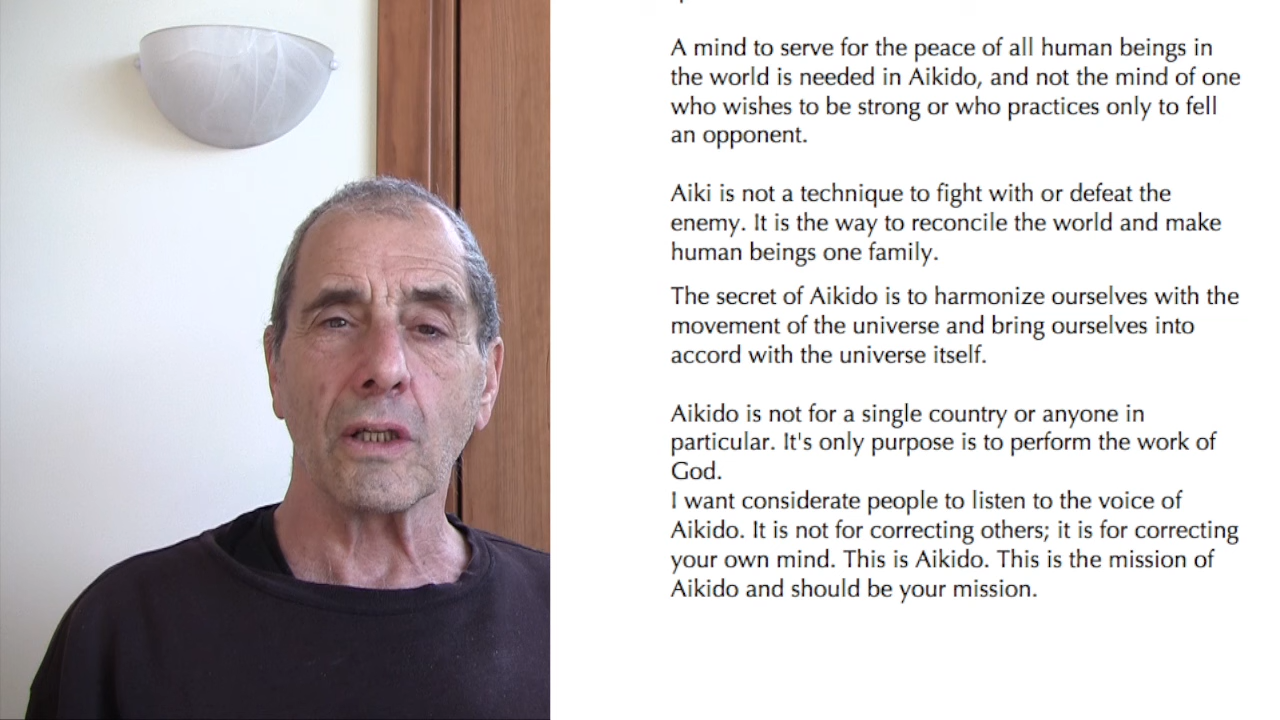 A mind to serve for the peace of all human beings in
the world is needed in Aikido, and not the mind of one
who wishes to be strong or who practices only to fell
an opponent.
Aiki is not a technique to fight with or defeat the
enemy. It is the way to reconcile the world and make
human beings one family.
The secret of Aikido is to harmonize ourselves with the
movement of the universe and bring ourselves into
accord with the universe itself.
Aikido is not for a single country or anyone in
particular. It's only purpose is to perform the work of
God.
I want considerate people to listen to the voice of
Aikido. It is not for correcting others; it is for correcting
your own mind. This is Aikido. This is the mission of
Aikido and should be your mission.